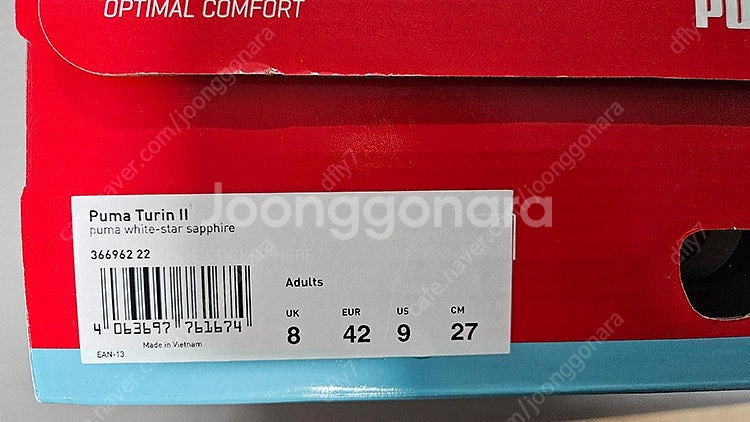 OPTIMAL COMFORT
PU
Joonggonara
Puma Turin II
puma white-star sapphire
366962 22
Adults
UK EUR US CM
8 42 9 27
4 063697 761674
EAN-13
Made in Vietnam
cafe.naver.com/joonggonara
dfly7